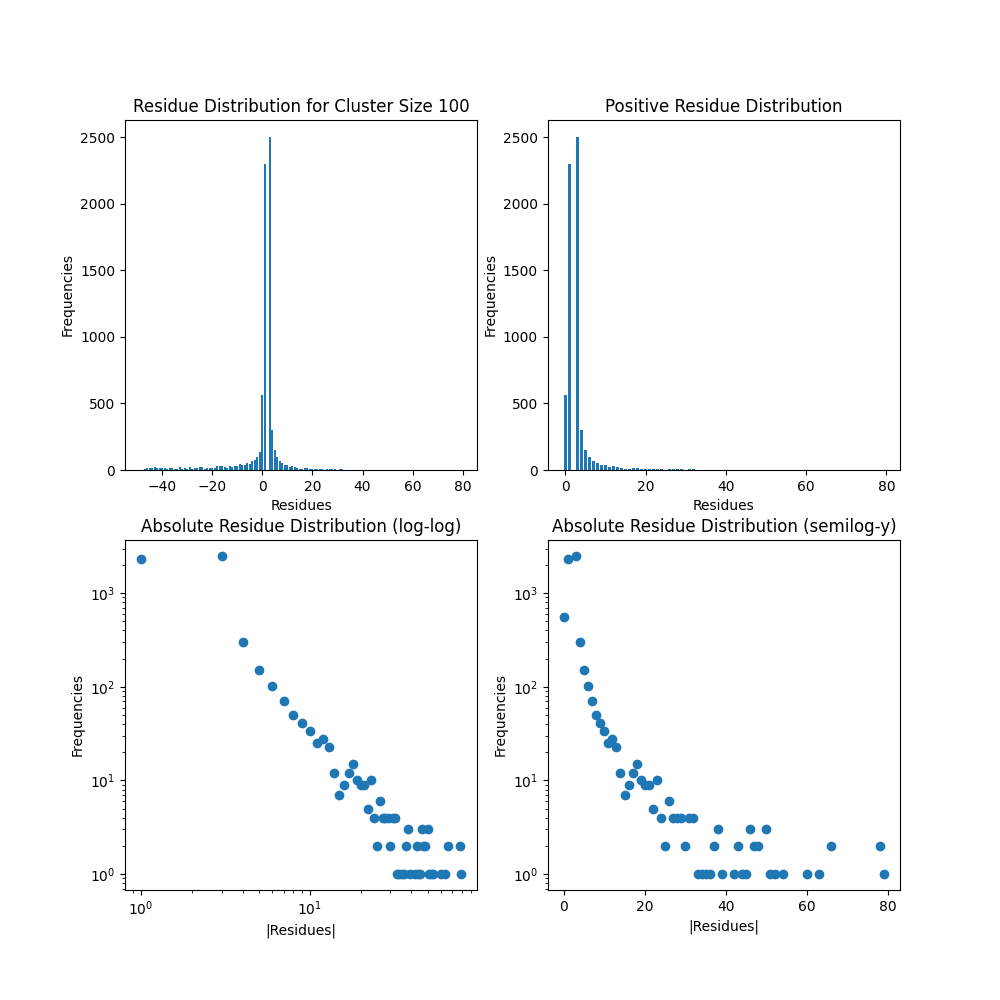 Residue Distribution for Cluster Size 100
Frequencies
2500
2000
1500
1000
500
0
−40 −20 0 20 40 60 80
Residues
Positive Residue Distribution
Frequencies
2500
2000
1500
1000
500
0
0 20 40 60 80
Residues
Absolute Residue Distribution (log-log)
Frequencies
10³
10²
10¹
10⁰
10⁰ 10¹
|Residues|
Absolute Residue Distribution (semilog-y)
Frequencies
10³
10²
10¹
10⁰
0 20 40 60 80
|Residues|